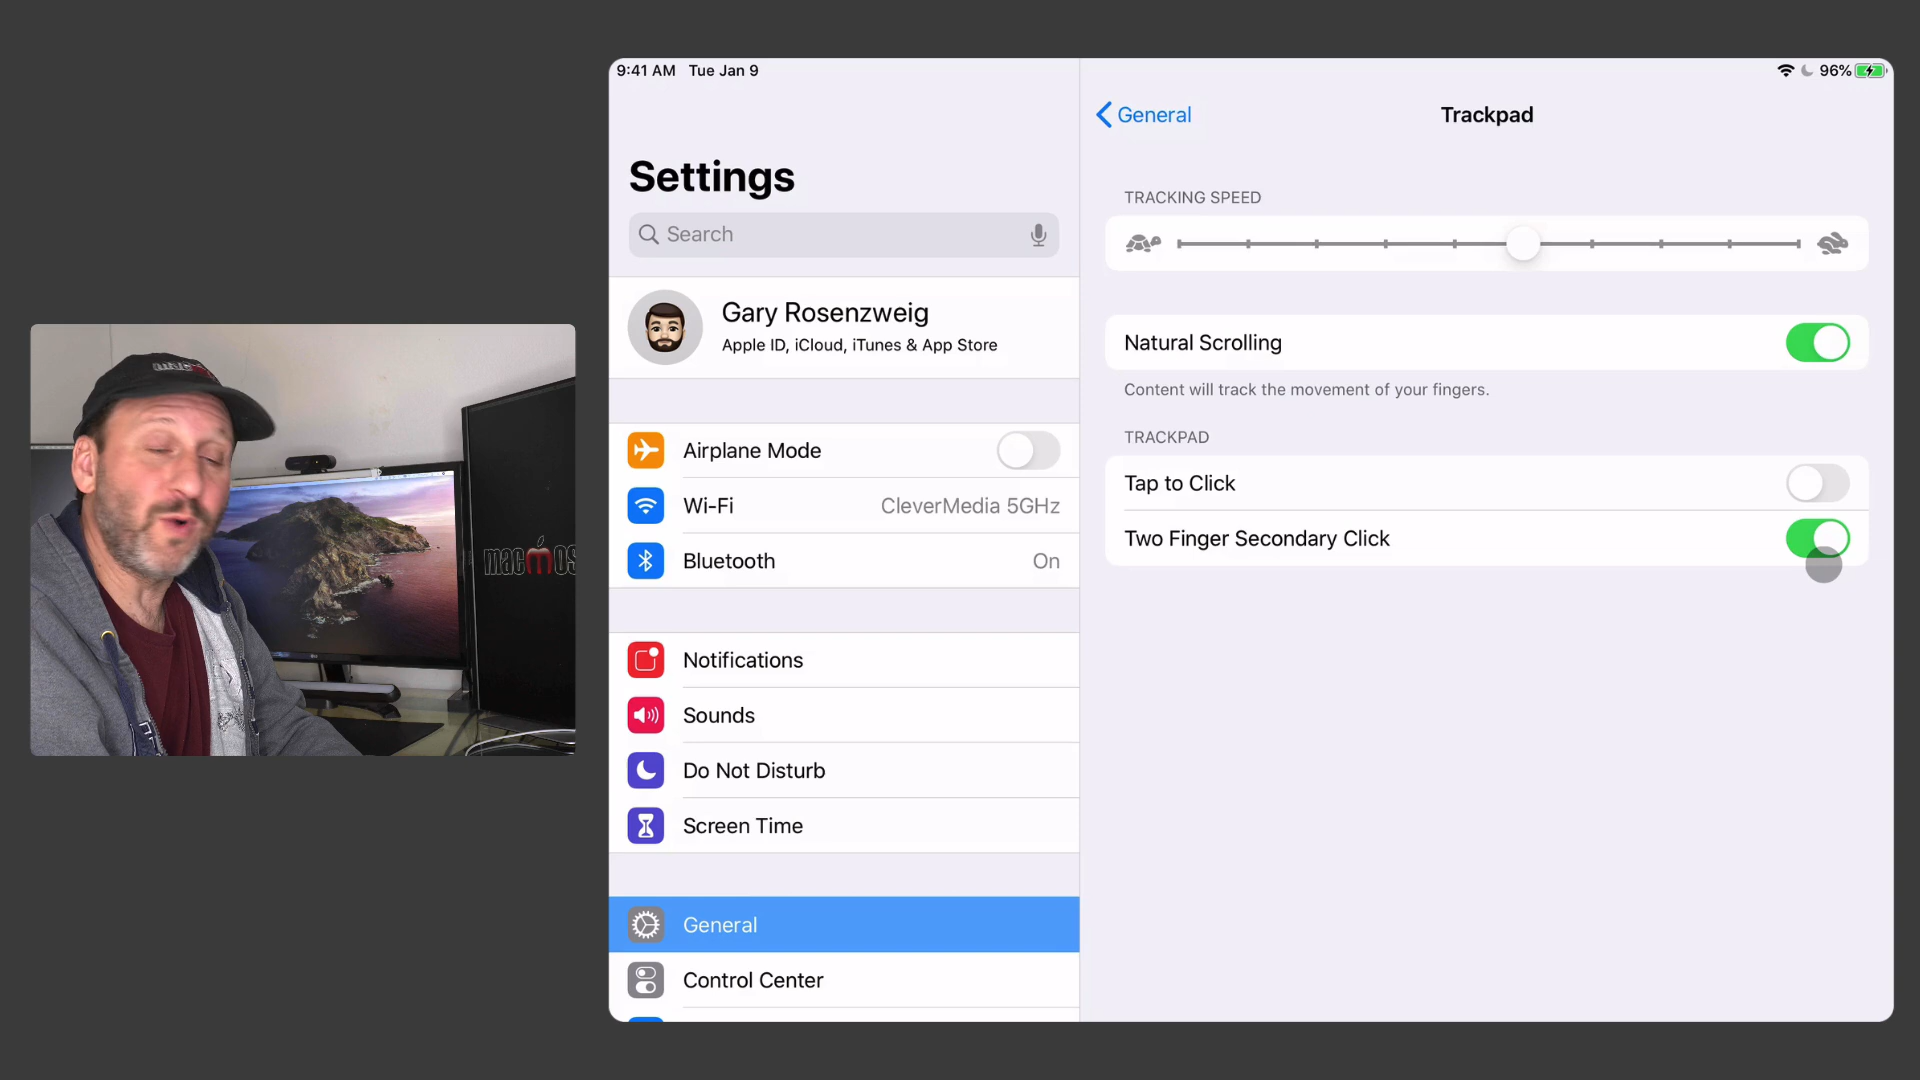 9:41 AM Tue Jan 9
96%
Settings
Search
Gary Rosenzweig
Apple ID, iCloud, iTunes & App Store
Airplane Mode
Wi-Fi CleverMedia 5GHz
Bluetooth On
Notifications
Sounds
Do Not Disturb
Screen Time
General
Control Center
General
Trackpad
TRACKING SPEED
Natural Scrolling
Content will track the movement of your fingers.
TRACKPAD
Tap to Click
Two Finger Secondary Click
macmos